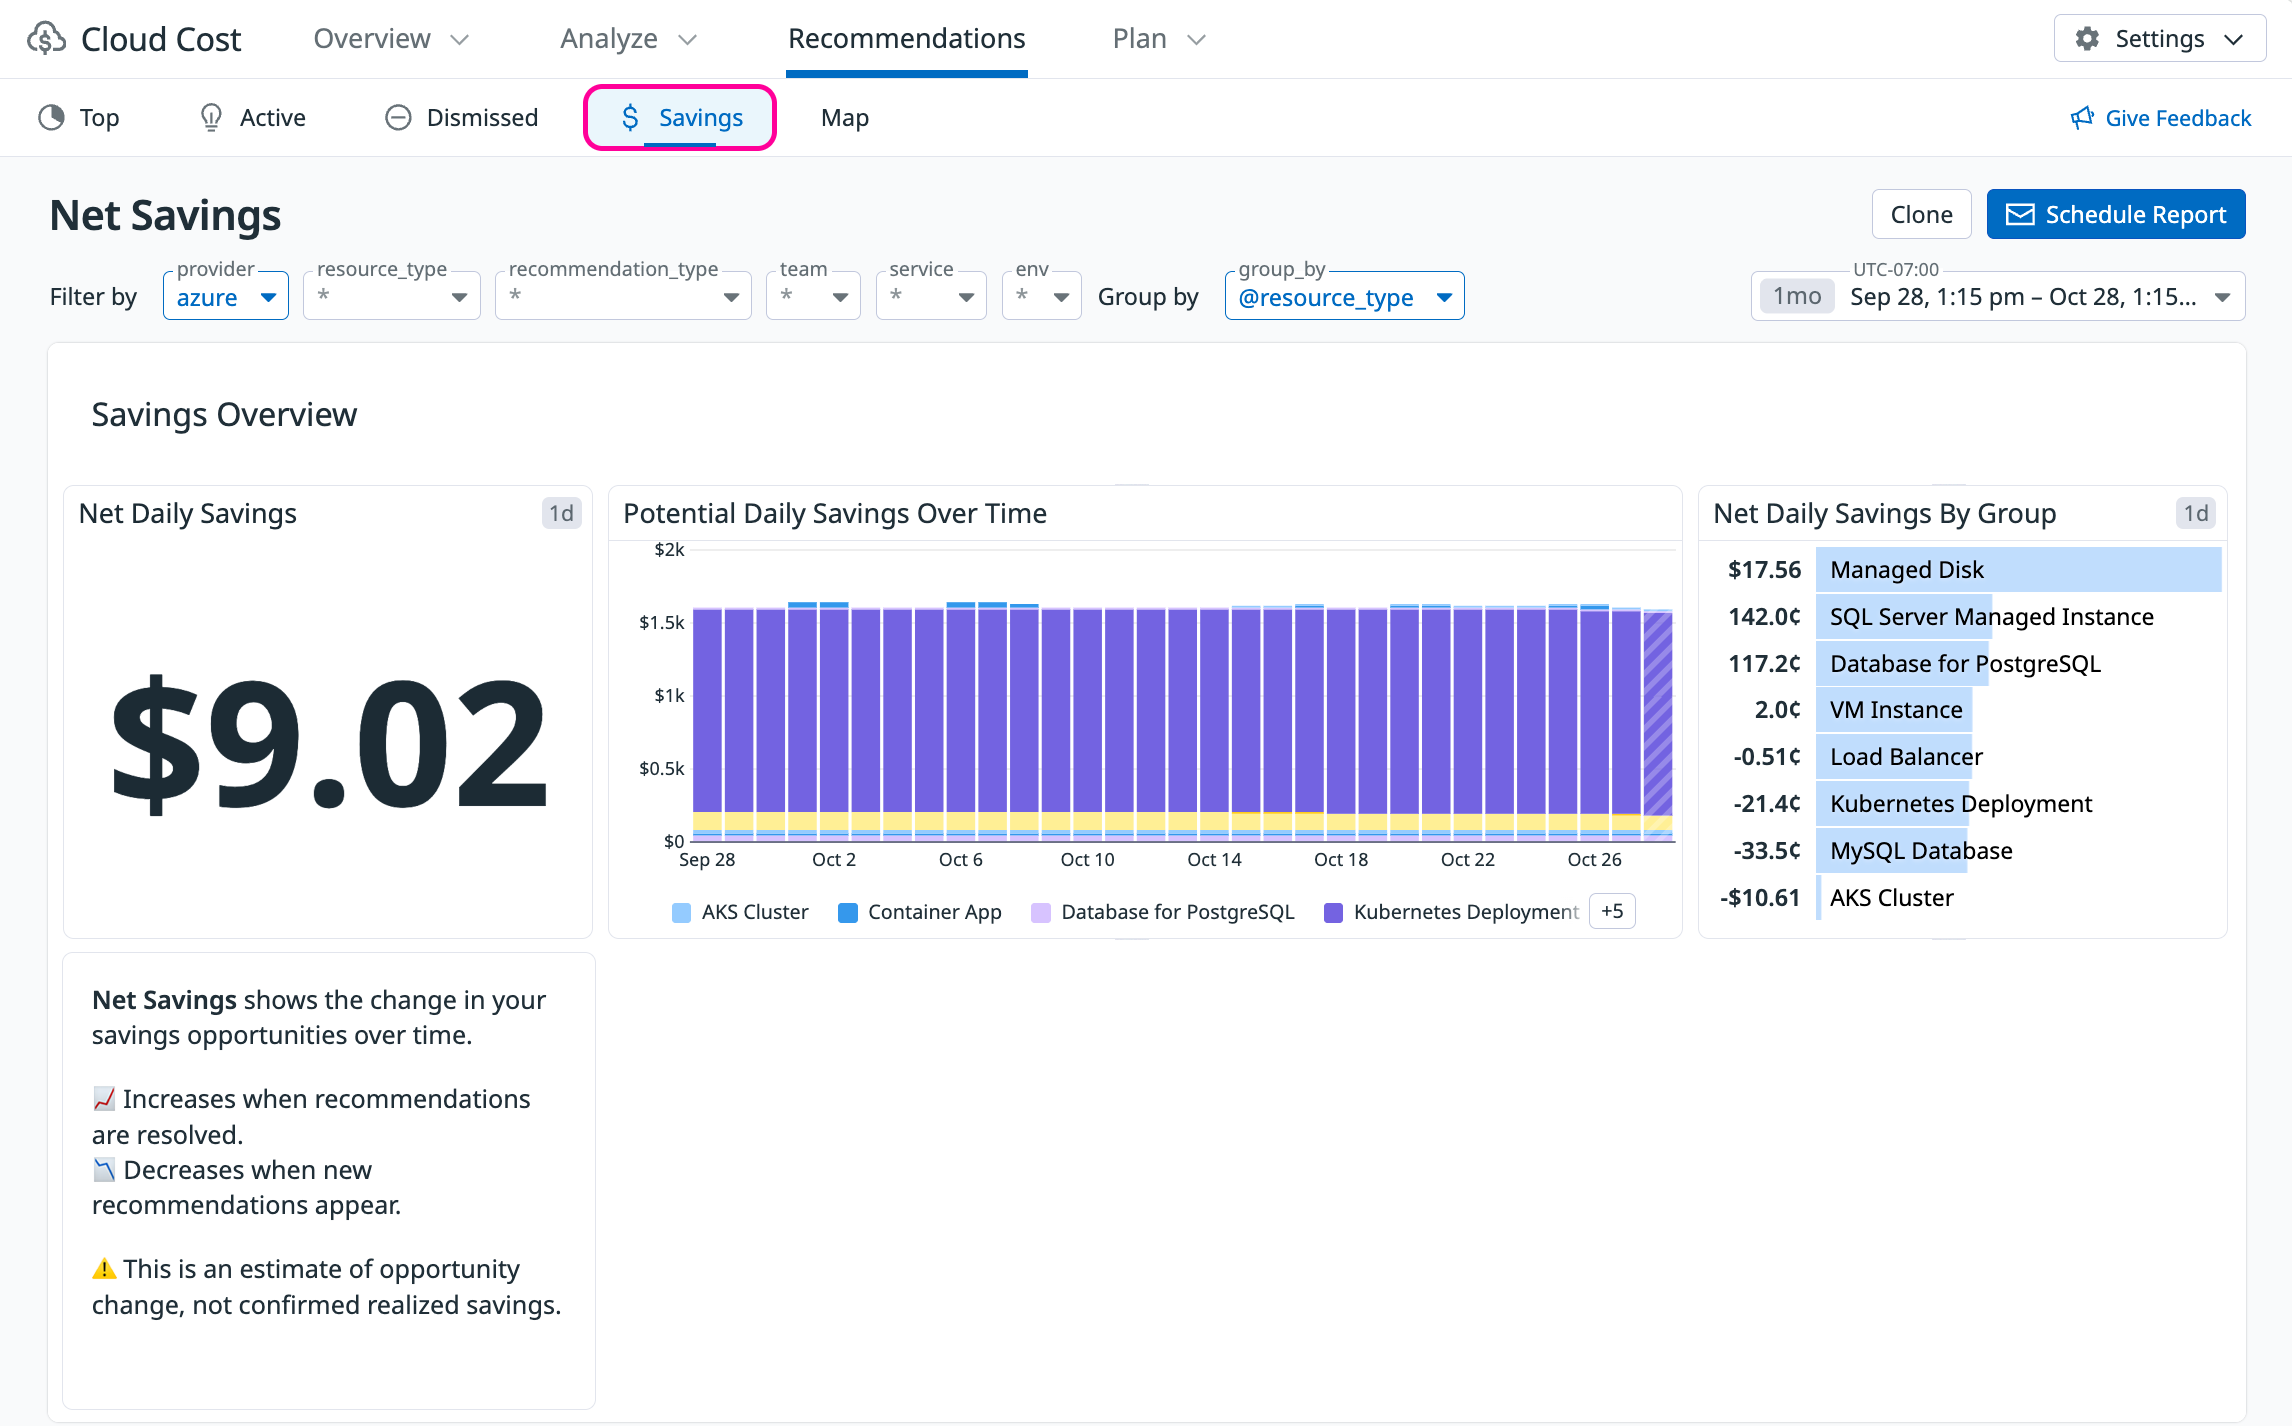 Cloud Cost
Overview
Analyze
Recommendations
Plan
Settings
Top
Active
Dismissed
$ Savings
Map
Give Feedback
Net Savings
Clone
Schedule Report
Filter by
provider
azure
resource_type
*
recommendation_type
*
team
*
service
*
env
*
Group by
group_by
@resource_type
UTC-07:00
1mo
Sep 28, 1:15 pm – Oct 28, 1:15...
Savings Overview
Net Daily Savings
1d
$9.02
Potential Daily Savings Over Time
$2k
$1.5k
$1k
$0.5k
$0
Sep 28
Oct 2
Oct 6
Oct 10
Oct 14
Oct 18
Oct 22
Oct 26
AKS Cluster
Container App
Database for PostgreSQL
Kubernetes Deployment
+5
Net Daily Savings By Group
1d
$17.56 Managed Disk
142.0¢ SQL Server Managed Instance
117.2¢ Database for PostgreSQL
2.0¢ VM Instance
-0.51¢ Load Balancer
-21.4¢ Kubernetes Deployment
-33.5¢ MySQL Database
-$10.61 AKS Cluster
Net Savings shows the change in your
savings opportunities over time.
📈 Increases when recommendations
are resolved.
📉 Decreases when new
recommendations appear.
⚠️ This is an estimate of opportunity
change, not confirmed realized savings.